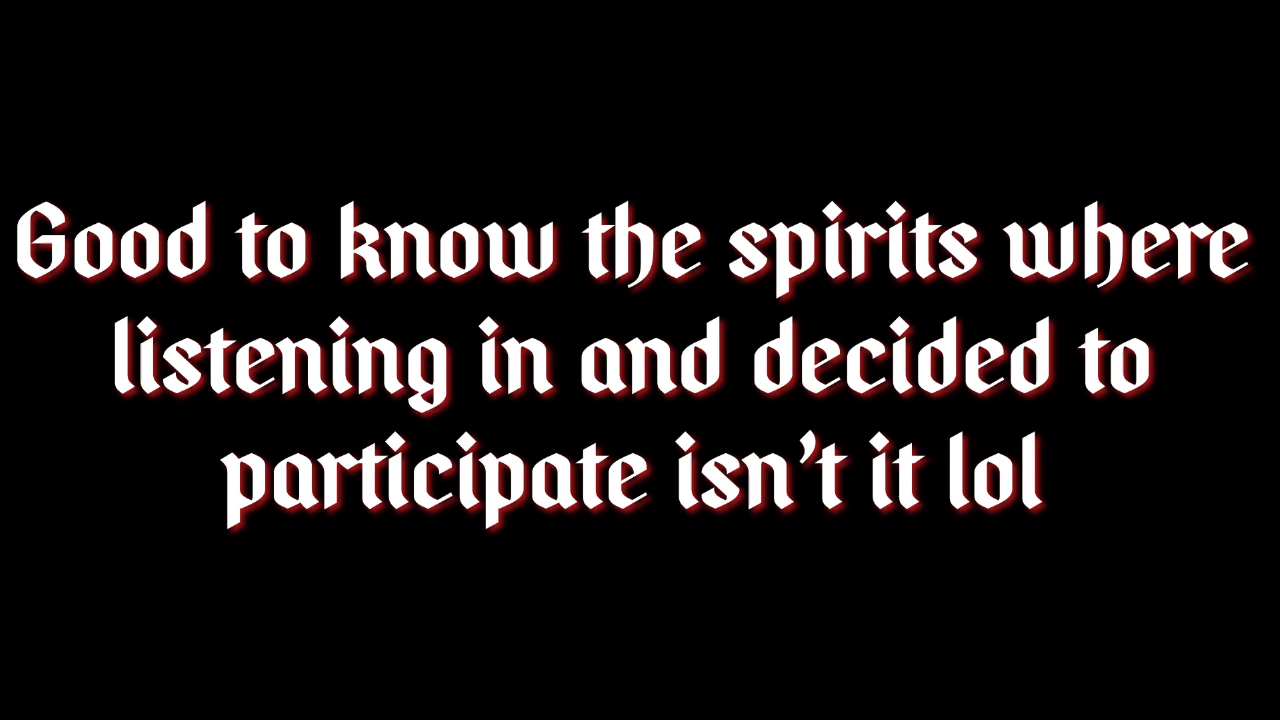 Good to know the spirits where
listening in and decided to
participate isn't it lol